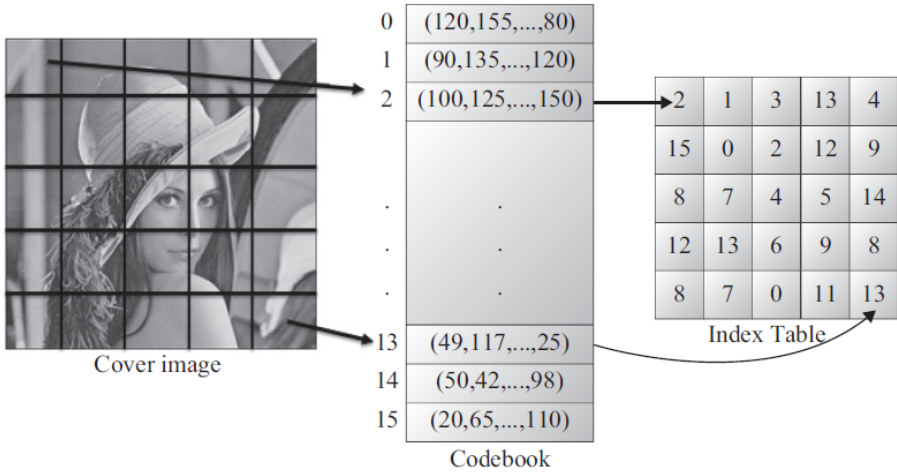 0 (120,155,...,80)
1 (90,135,...,120)
2 (100,125,...,150)
.
.
.
.
.
.
13 (49,117,...,25)
14 (50,42,...,98)
15 (20,65,...,110)
Codebook
Cover image
2 1 3 13 4
15 0 2 12 9
8 7 4 5 14
12 13 6 9 8
8 7 0 11 13
Index Table